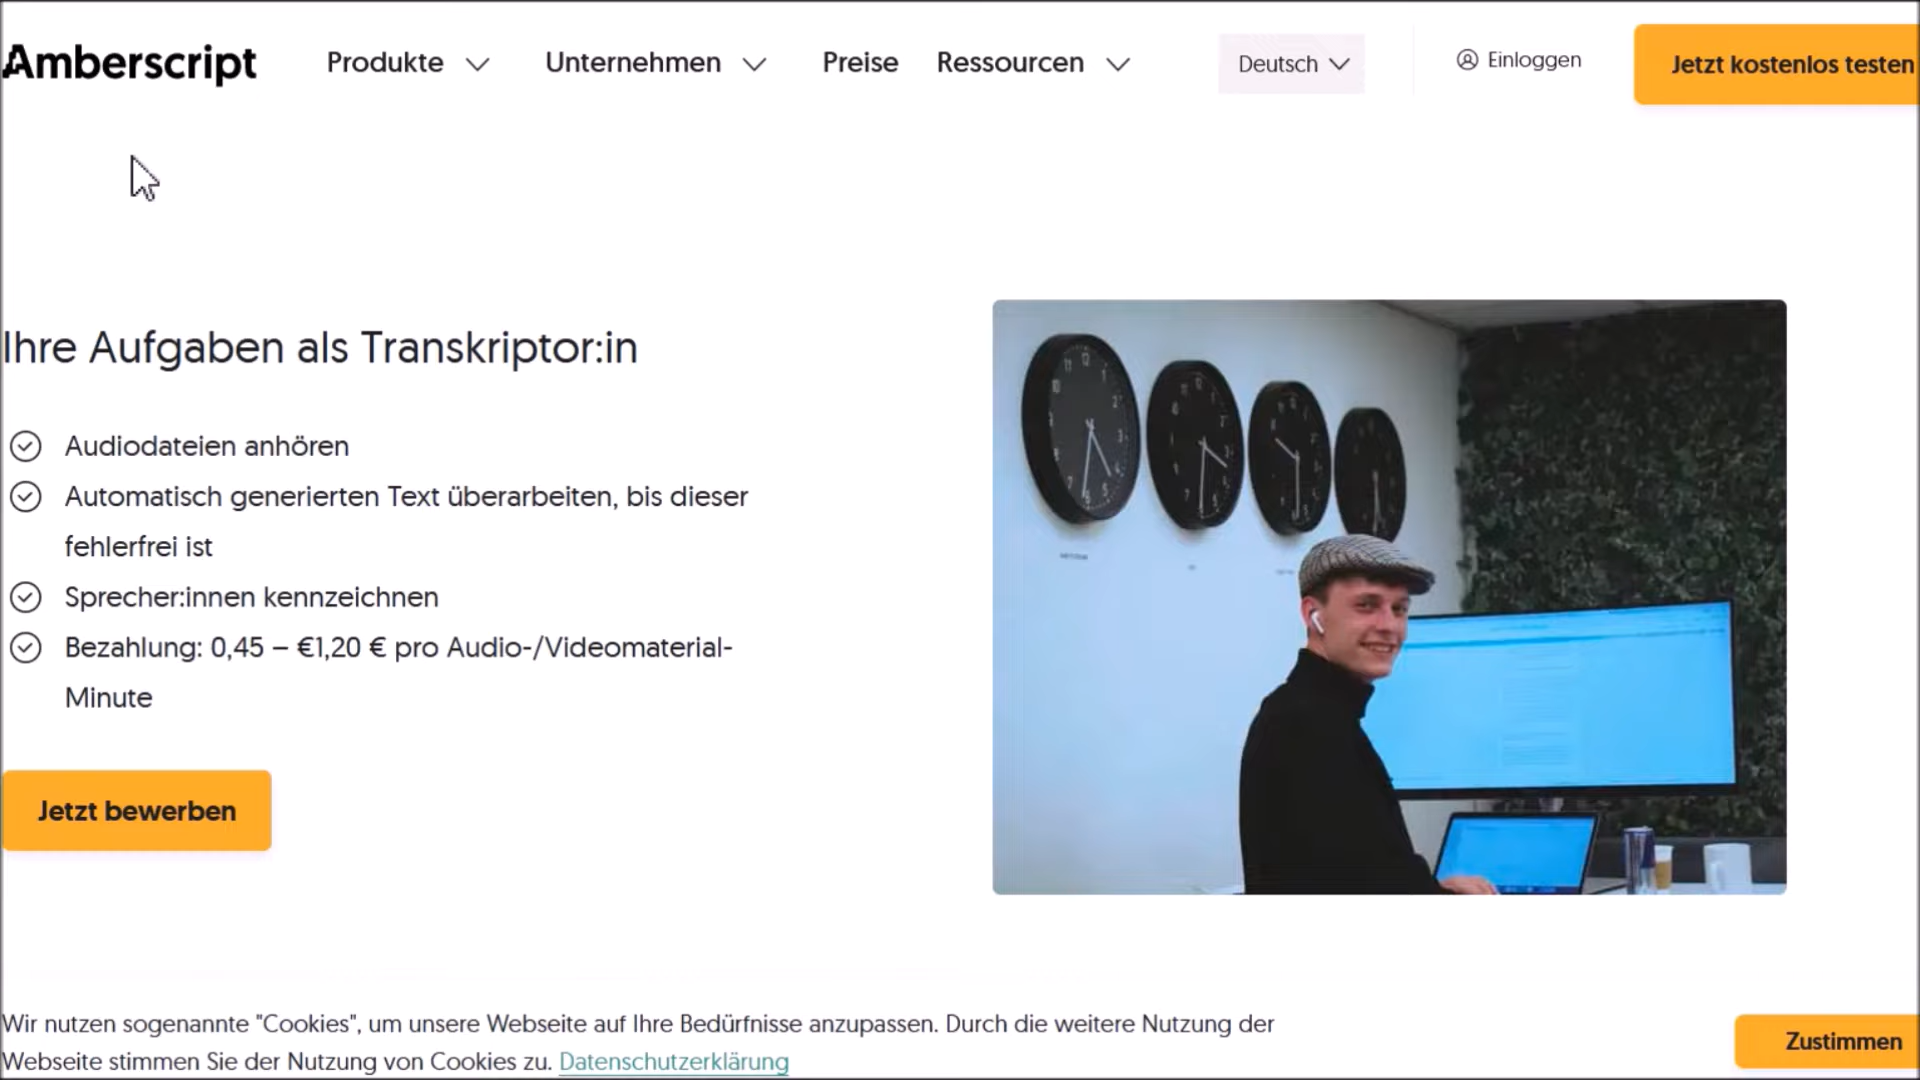 Amberscript
Produkte
Unternehmen
Preise
Ressourcen
Deutsch
Einloggen
Jetzt kostenlos testen
Ihre Aufgaben als Transkriptor:in
Audiodateien anhören
Automatisch generierten Text überarbeiten, bis dieser
fehlerfrei ist
Sprecher:innen kennzeichnen
Bezahlung: 0,45 – €1,20 € pro Audio-/Videomaterial-
Minute
Jetzt bewerben
Wir nutzen sogenannte "Cookies", um unsere Webseite auf Ihre Bedürfnisse anzupassen. Durch die weitere Nutzung der
Webseite stimmen Sie der Nutzung von Cookies zu. Datenschutzerklärung
Zustimmen